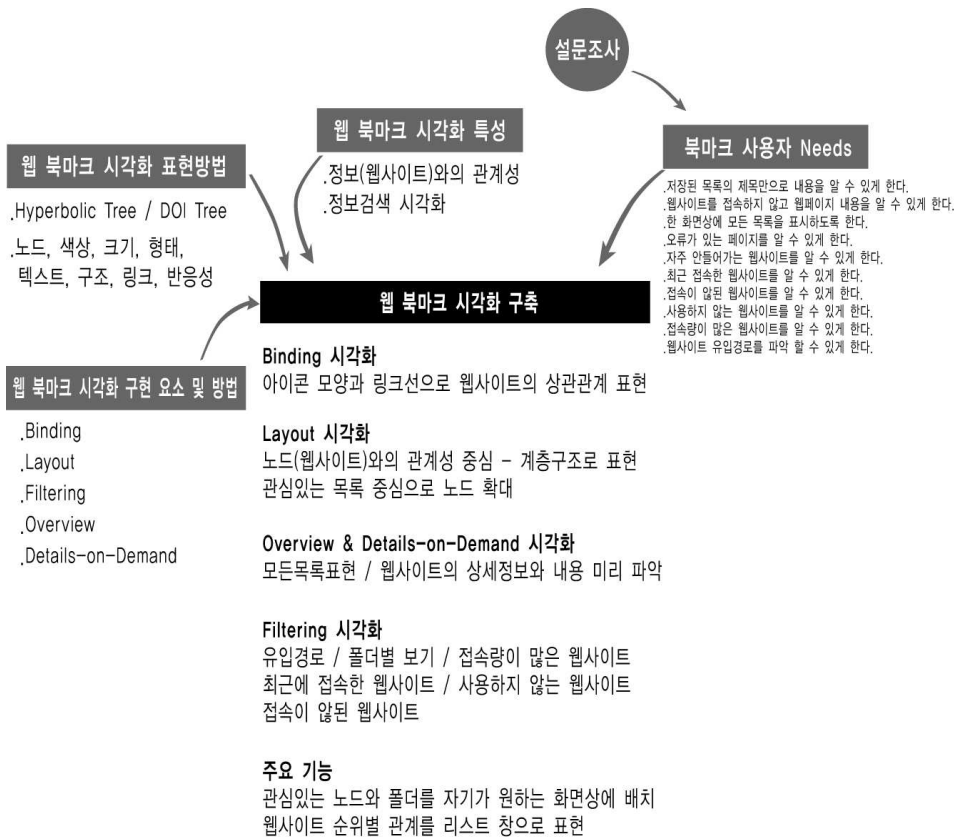 설문조사
웹 북마크 시각화 특성
.정보(웹사이트)와의 관계성
.정보검색 시각화
웹 북마크 시각화 표현방법
.Hyperbolic Tree / DOI Tree
.노드, 색상, 크기, 형태,
텍스트, 구조, 링크, 반응성
북마크 사용자 Needs
.저장된 목록의 제목만으로 내용을 알 수 있게 한다.
.웹사이트를 접속하지 않고 웹페이지 내용을 알 수 있게 한다.
.한 화면상에 모든 목록을 표시하도록 한다.
.오류가 있는 페이지를 알 수 있게 한다.
.자주 안들어가는 웹사이트를 알 수 있게 한다.
.최근 접속한 웹사이트를 알 수 있게 한다.
.접속이 않된 웹사이트를 알 수 있게 한다.
.사용하지 않는 웹사이트를 알 수 있게 한다.
.접속량이 많은 웹사이트를 알 수 있게 한다.
.웹사이트 유입경로를 파악 할 수 있게 한다.
웹 북마크 시각화 구현 요소 및 방법
.Binding
.Layout
.Filtering
.Overview
.Details-on-Demand
웹 북마크 시각화 구축
Binding 시각화
아이콘 모양과 링크선으로 웹사이트의 상관관계 표현
Layout 시각화
노드(웹사이트)와의 관계성 중심 - 계층구조로 표현
관심있는 목록 중심으로 노드 확대
Overview & Details-on-Demand 시각화
모든목록표현 / 웹사이트의 상세정보와 내용 미리 파악
Filtering 시각화
유입경로 / 폴더별 보기 / 접속량이 많은 웹사이트
최근에 접속한 웹사이트 / 사용하지 않는 웹사이트
접속이 않된 웹사이트
주요 기능
관심있는 노드와 폴더를 자기가 원하는 화면상에 배치
웹사이트 순위별 관계를 리스트 창으로 표현